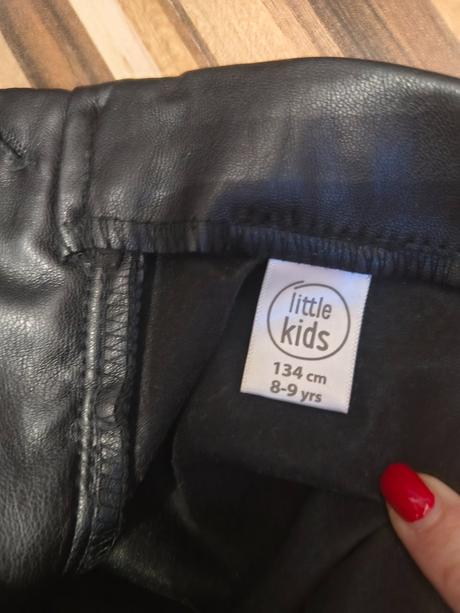 little
kids
134 cm
8-9 yrs